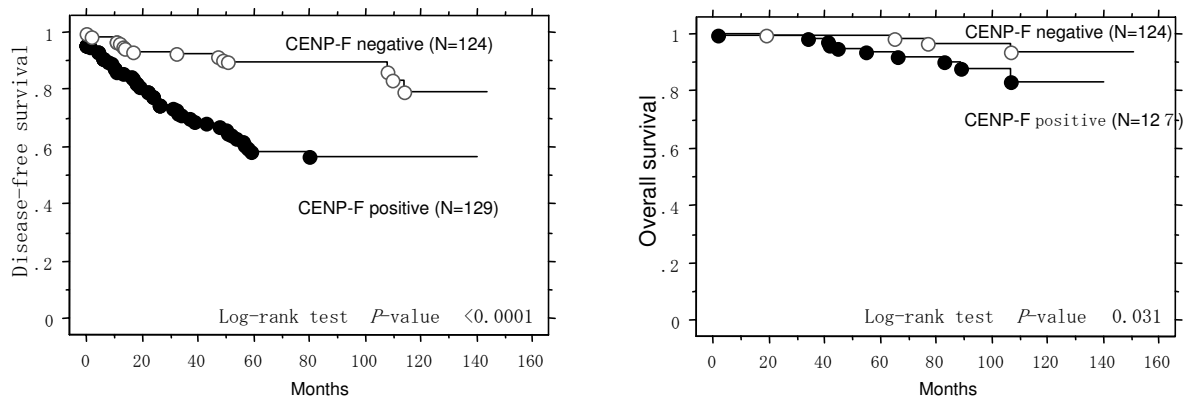 Disease-free survival
1
.8
.6
.4
.2
0
CENP-F negative (N=124)
CENP-F positive (N=129)
Log-rank test P-value <0.0001
0 20 40 60 80 100 120 140 160
Months
Overall survival
1
.8
.6
.4
.2
0
CENP-F negative (N=124)
CENP-F positive (N=127)
Log-rank test P-value 0.031
0 20 40 60 80 100 120 140 160
Months